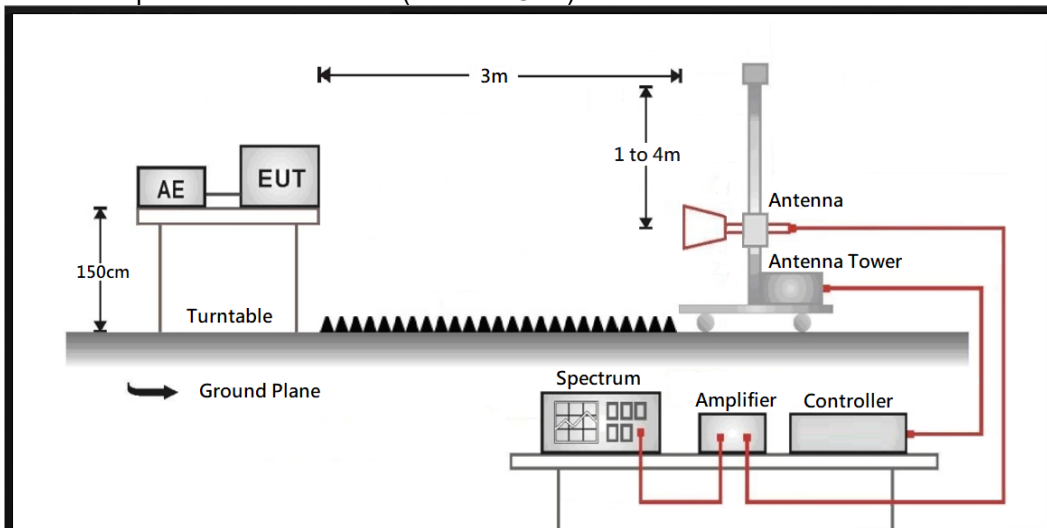 3m
1 to 4m
AE
EUT
Antenna
150cm
Antenna Tower
Turntable
Ground Plane
Spectrum
Amplifier
Controller